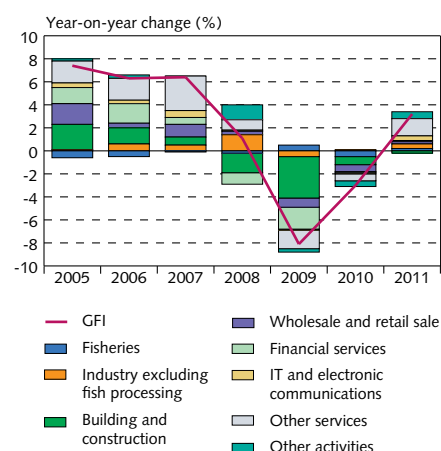 Year-on-year change (%)
10
8
6
4
2
0
-2
-4
-6
-8
-10
2005 2006 2007 2008 2009 2010 2011
GFI
Fisheries
Industry excluding
fish processing
Building and
construction
Wholesale and retail sale
Financial services
IT and electronic
communications
Other services
Other activities